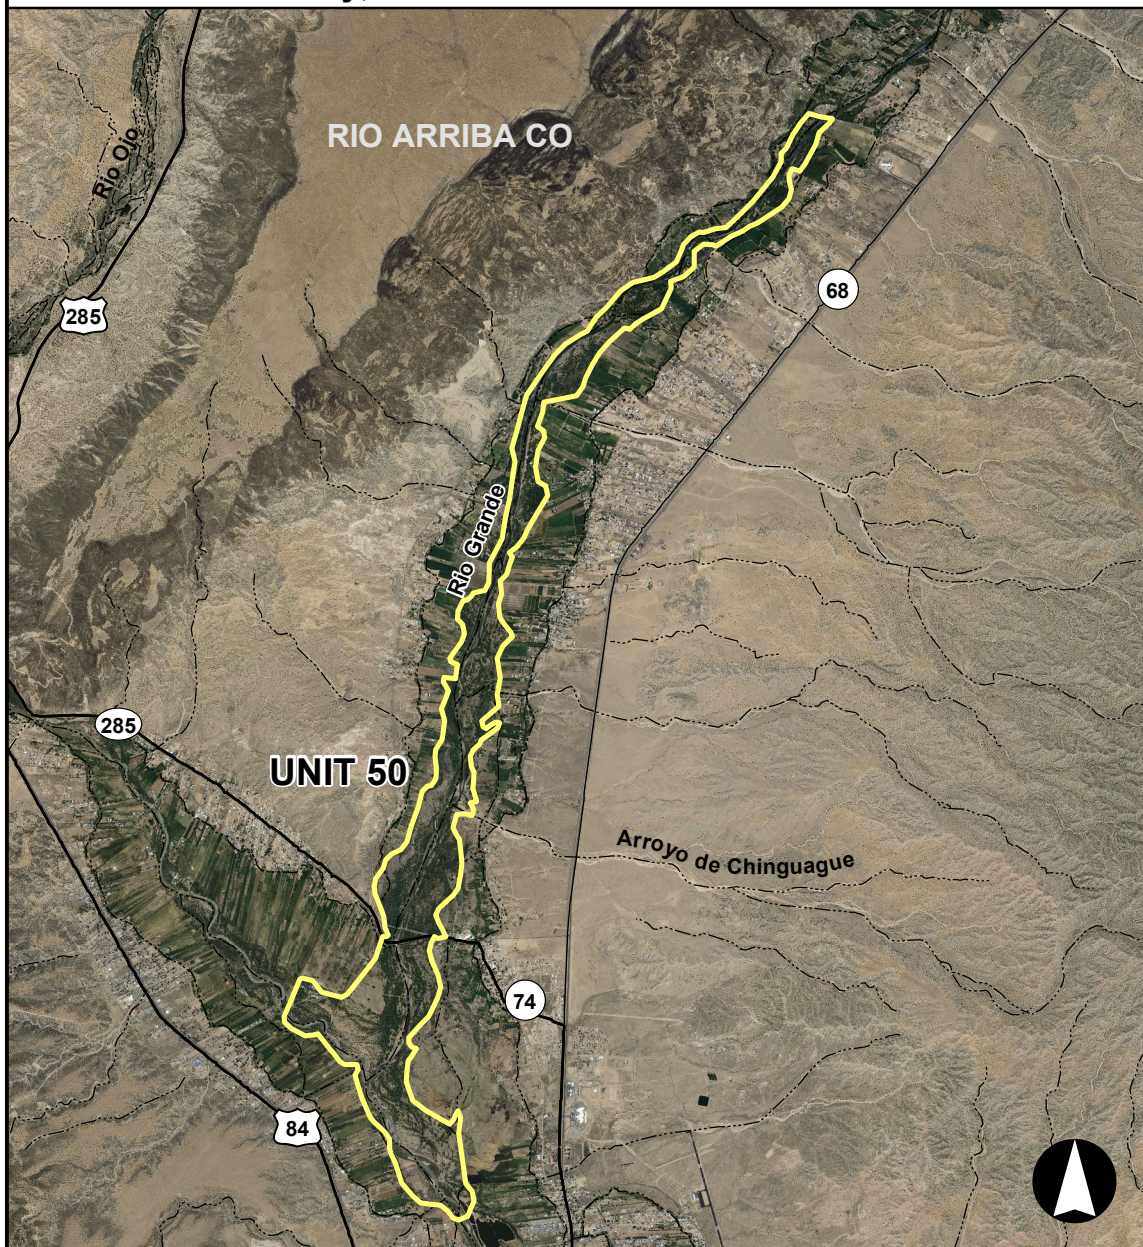 RIO ARRIBA CO
Rio Ojo
285
68
Rio Grande
285
UNIT 50
Arroyo de Chinguague
74
84